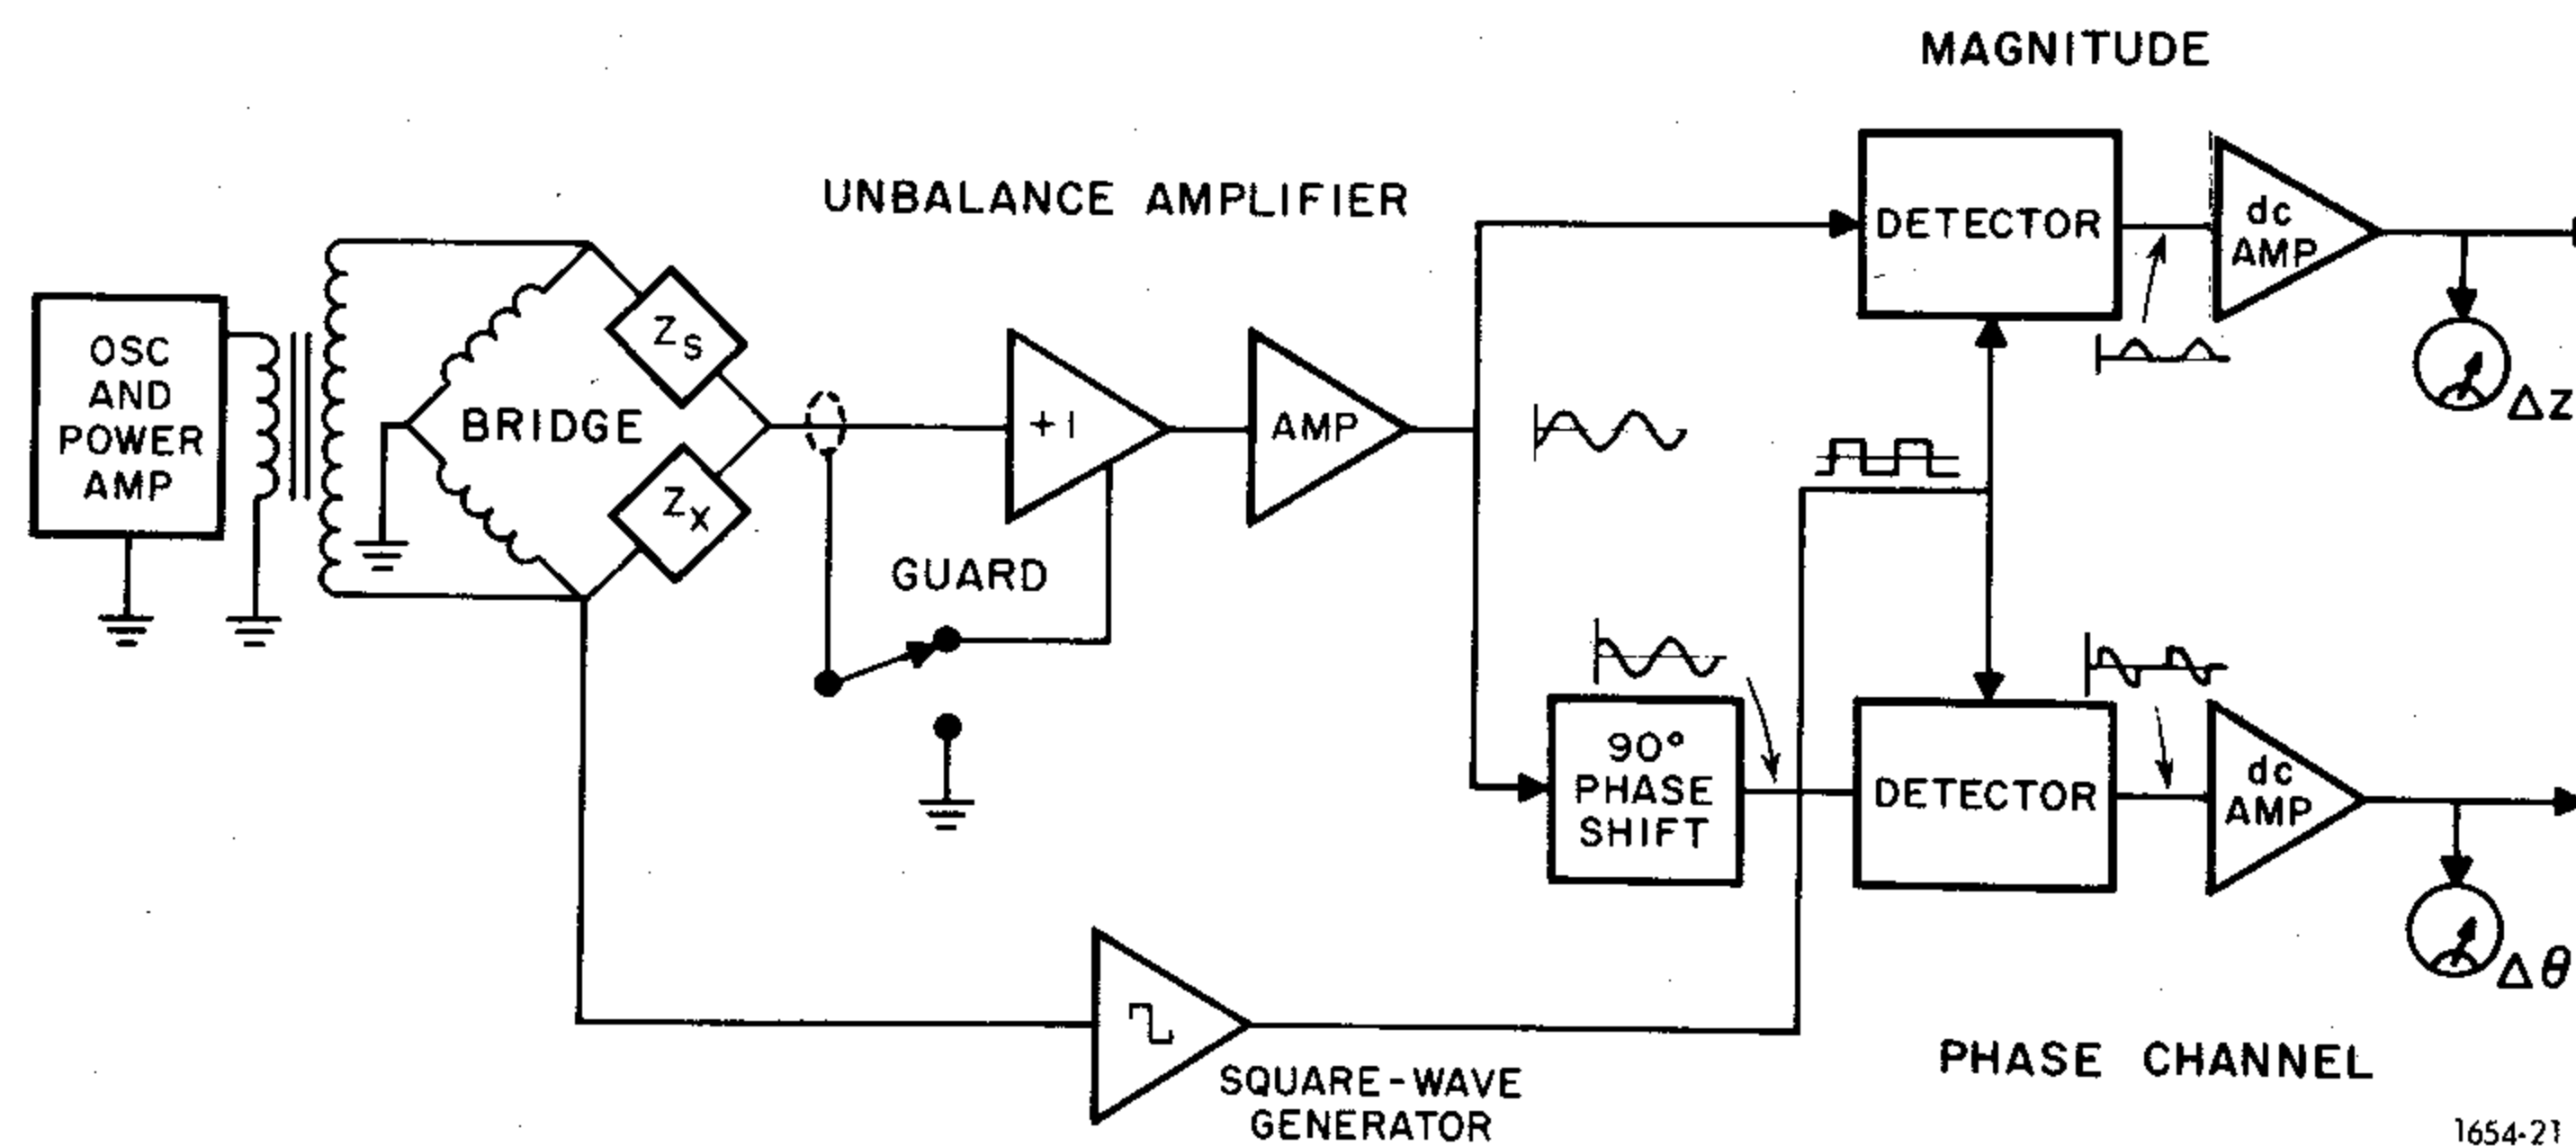 MAGNITUDE
UNBALANCE AMPLIFIER
DETECTOR
dc
AMP
ΔZ
OSC
AND
POWER
AMP
BRIDGE
ZS
ZX
+1
AMP
GUARD
90°
PHASE
SHIFT
DETECTOR
dc
AMP
Δθ
SQUARE-WAVE
GENERATOR
PHASE CHANNEL
1654-21